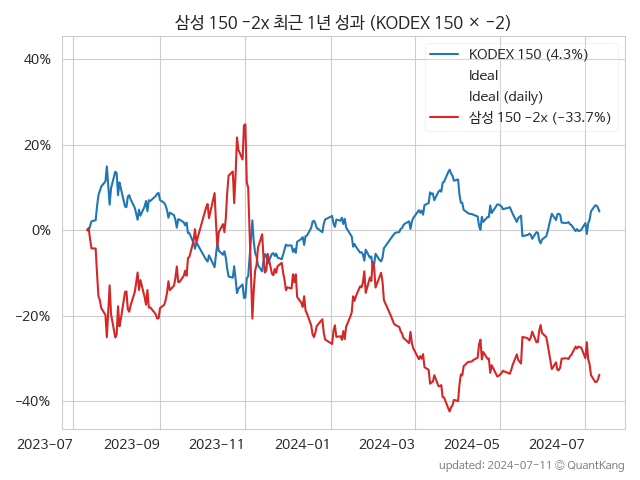 삼성 150 -2x 최근 1년 성과 (KODEX 150 × -2)
KODEX 150 (4.3%)
Ideal
Ideal (daily)
삼성 150 -2x (-33.7%)
40%
20%
0%
-20%
-40%
2023-07 2023-09 2023-11 2024-01 2024-03 2024-05 2024-07
updated: 2024-07-11 © QuantKang